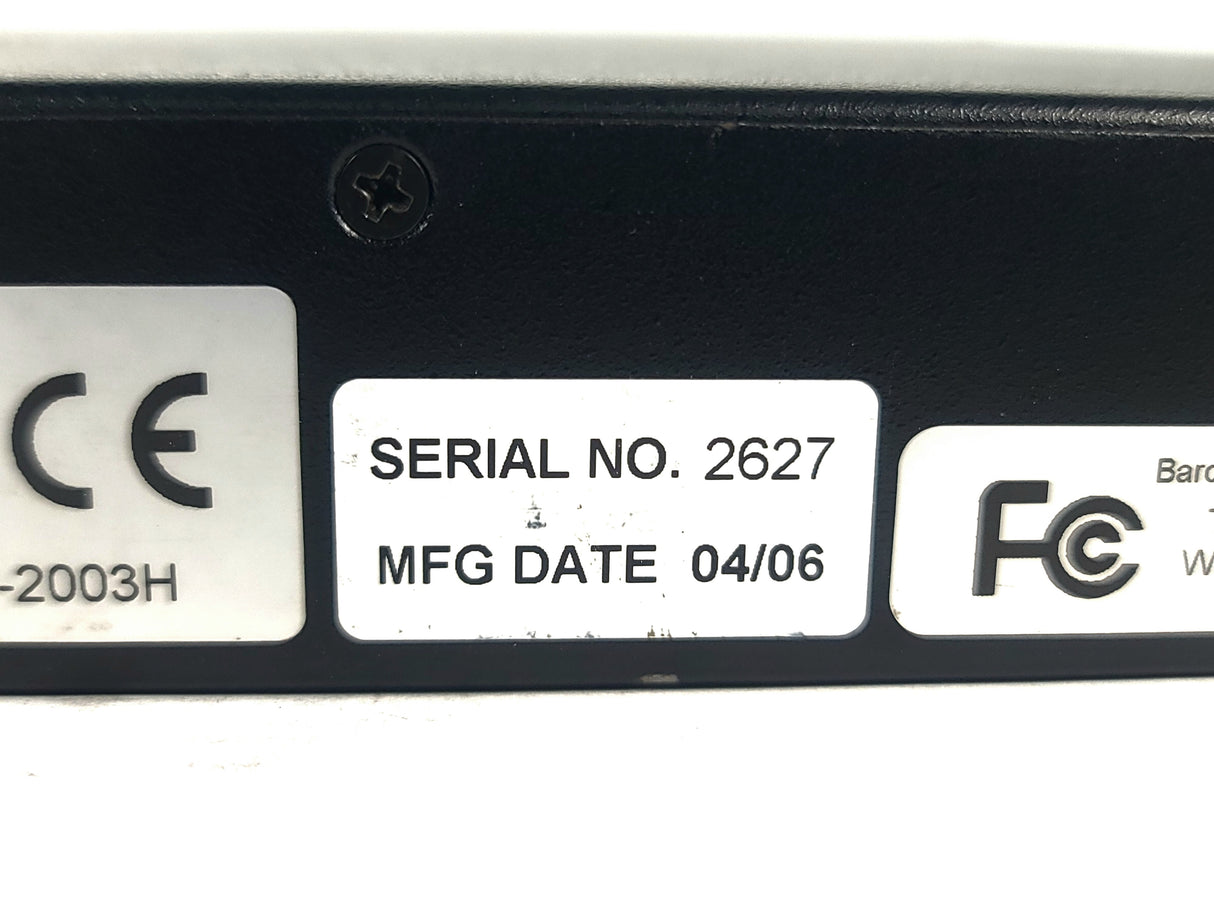 CE
-2003H
SERIAL NO. 2627
MFG DATE 04/06
FC